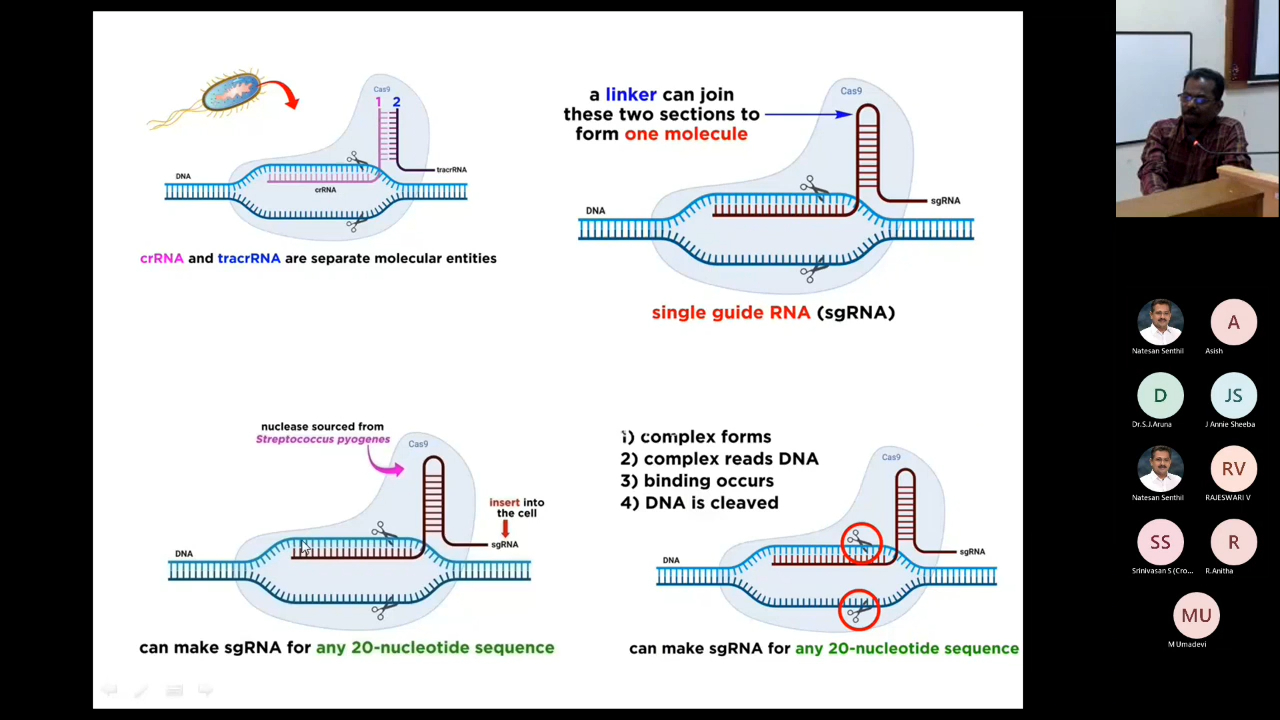 Cas9
1 2
DNA
tracrRNA
crRNA
crRNA and tracrRNA are separate molecular entities
a linker can join
these two sections to
form one molecule
Cas9
DNA
sgRNA
single guide RNA (sgRNA)
nuclease sourced from
Streptococcus pyogenes
Cas9
insert into
the cell
sgRNA
DNA
can make sgRNA for any 20-nucleotide sequence
1) complex forms
2) complex reads DNA
3) binding occurs
4) DNA is cleaved
Cas9
sgRNA
DNA
can make sgRNA for any 20-nucleotide sequence
Natesan Senthil
A
Asish
D
Dr.S.J.Aruna
JS
J Annie Sheeba
Natesan Senthil
RV
RAJESWARI V
SS
Srinivasan S (Cro...
R
R.Anitha
MU
M Umadevi